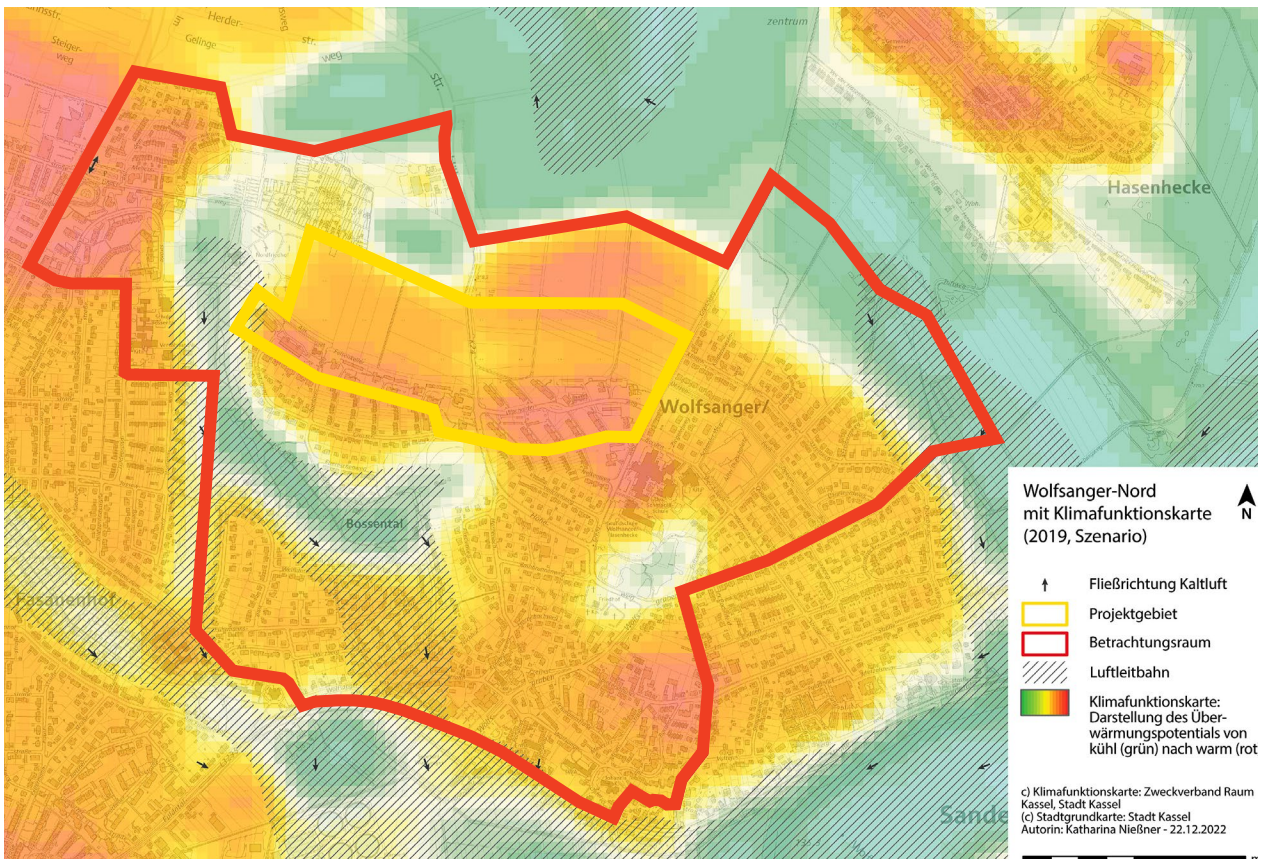 Herder-
str.
Steiger-
weg
Gelinge
weg
str.
zentrum
Hasenhecke
Wolfsanger/
Bossental
Fasanenhof
Sande
Wolfsanger-Nord
mit Klimafunktionskarte
(2019, Szenario)
N
Fließrichtung Kaltluft
Projektgebiet
Betrachtungsraum
Luftleitbahn
Klimafunktionskarte:
Darstellung des Über-
wärmungspotentials von
kühl (grün) nach warm (rot
c) Klimafunktionskarte: Zweckverband Raum
Kassel, Stadt Kassel
(c) Stadtgrundkarte: Stadt Kassel
Autorin: Katharina Nießner - 22.12.2022